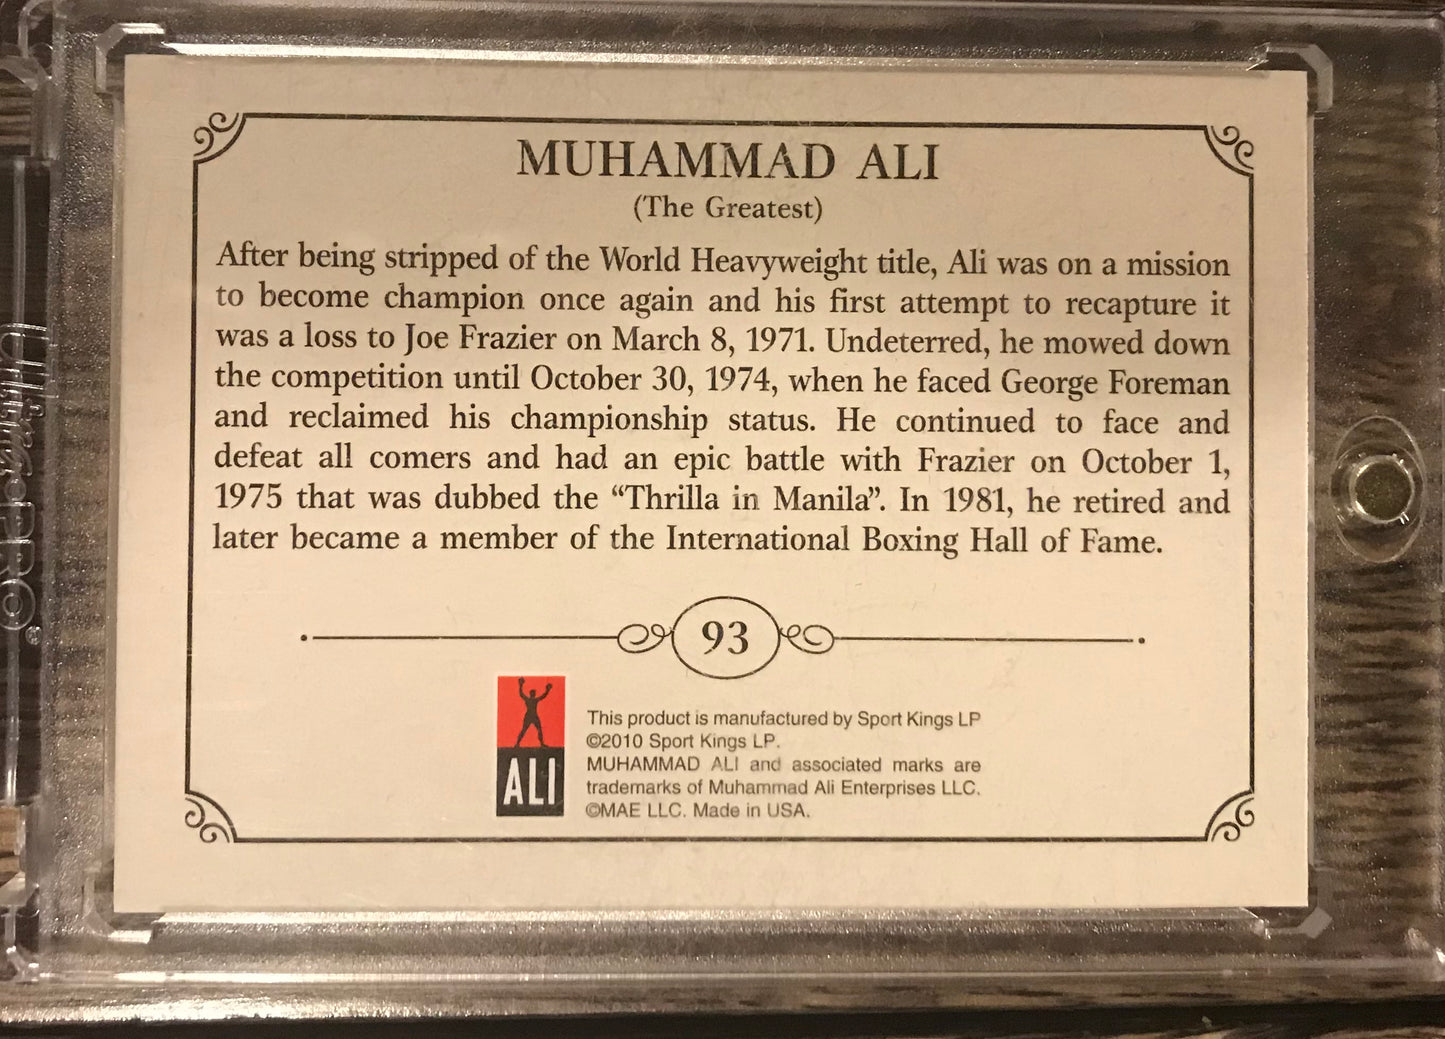 MUHAMMAD ALI
(The Greatest)
After being stripped of the World Heavyweight title, Ali was on a mission
to become champion once again and his first attempt to recapture it
was a loss to Joe Frazier on March 8, 1971. Undeterred, he mowed down
the competition until October 30, 1974, when he faced George Foreman
and reclaimed his championship status. He continued to face and
defeat all comers and had an epic battle with Frazier on October 1,
1975 that was dubbed the “Thrilla in Manila”. In 1981, he retired and
later became a member of the International Boxing Hall of Fame.
93
ALI
This product is manufactured by Sport Kings LP
©2010 Sport Kings LP.
MUHAMMAD ALI and associated marks are
trademarks of Muhammad Ali Enterprises LLC.
©MAE LLC. Made in USA.
Ultra PRO®